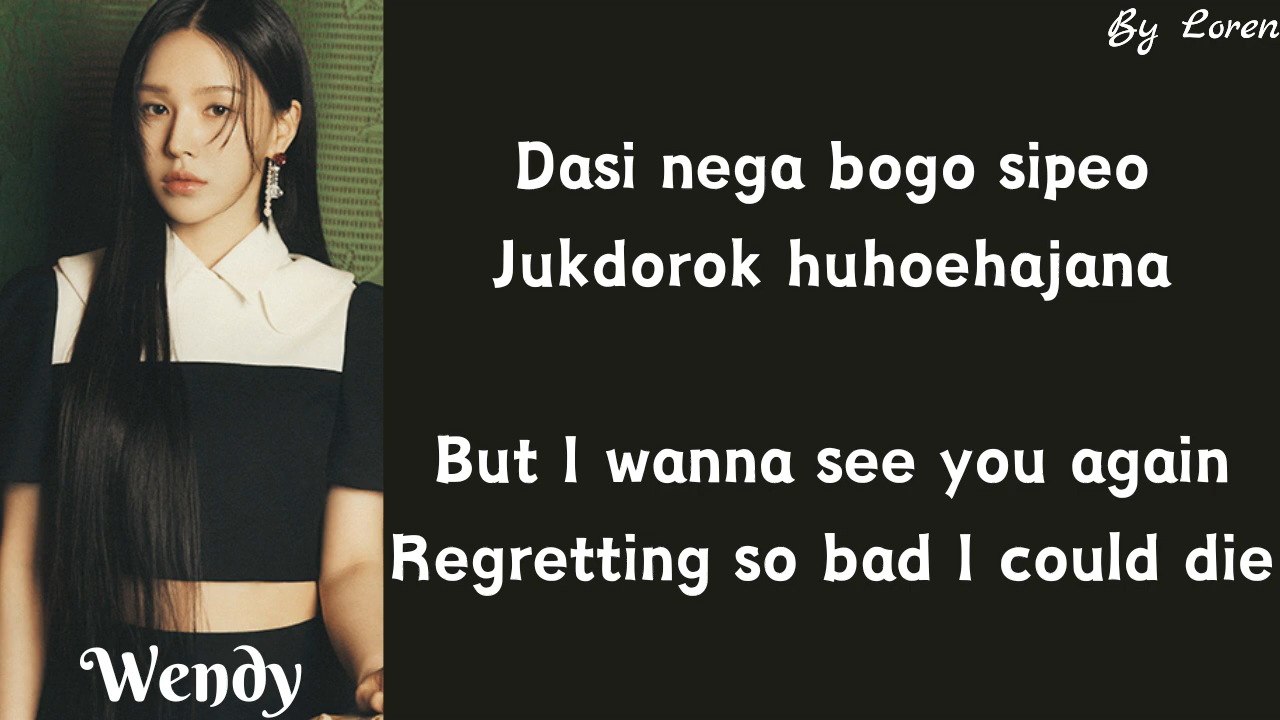 By Loren
Dasi nega bogo sipeo
Jukdorok huhoehajana
But I wanna see you again
Regretting so bad I could die
Wendy